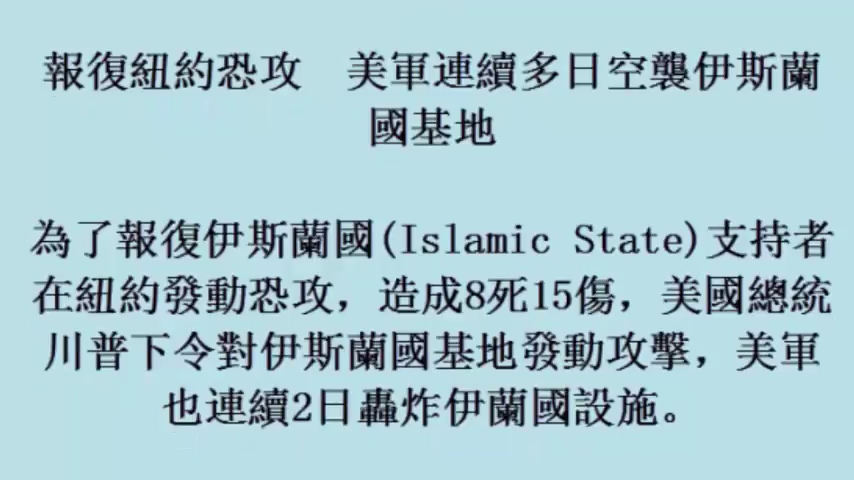 報復紐約恐攻　美軍連續多日空襲伊斯蘭
國基地
為了報復伊斯蘭國(Islamic State)支持者
在紐約發動恐攻，造成8死15傷，美國總統
川普下令對伊斯蘭國基地發動攻擊，美軍
也連續2日轟炸伊蘭國設施。